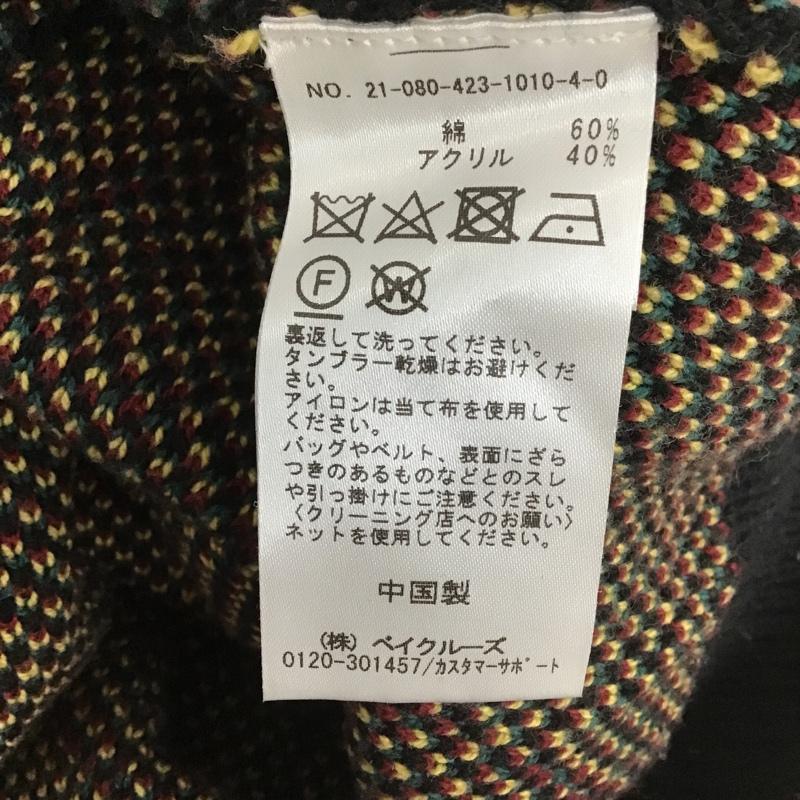 NO. 21-080-423-1010-4-0
綿 60%
アクリル 40%
F W
裏返して洗ってください。
タンブラー乾燥はお避けくだ
さい。
アイロンは当て布を使用して
ください。
バッグやベルト、表面にざら
つきのあるものなどとのスレ
や引っ掛けにご注意ください。
〈クリーニング店へのお願い〉
ネットを使用してください。
中国製
(株) ベイクルーズ
0120-301457/カスタマーサポート